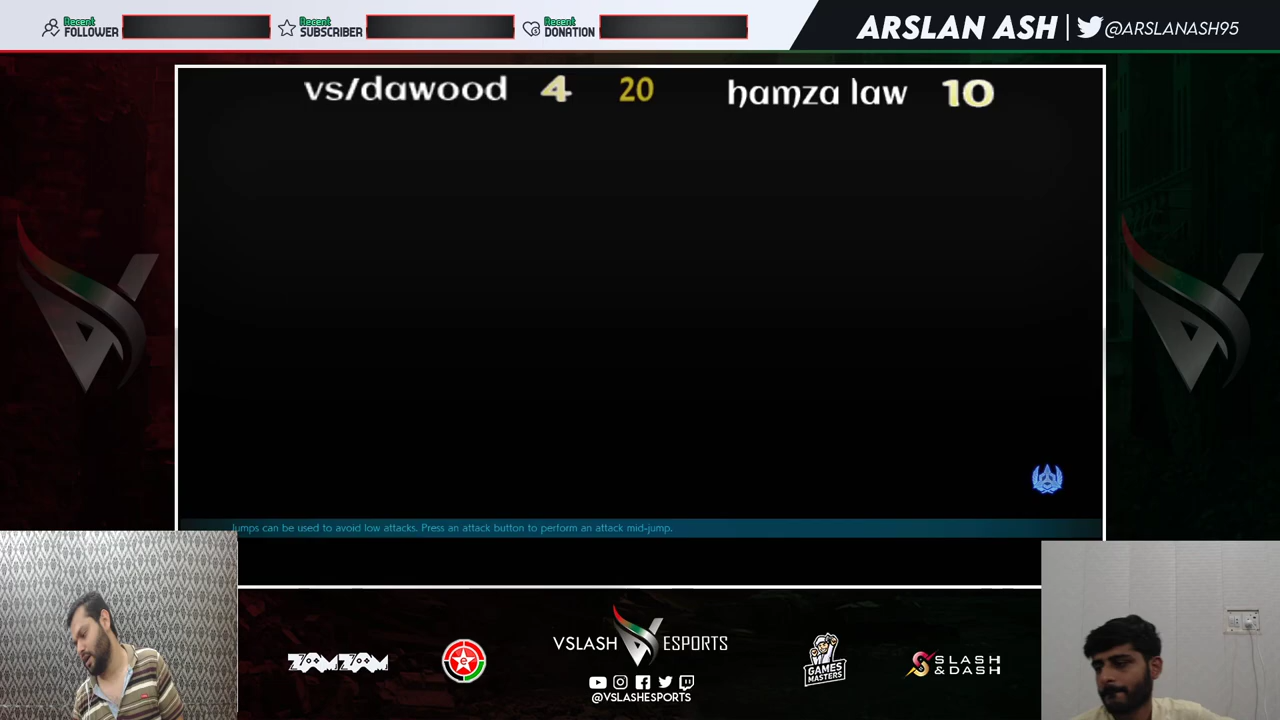 Recent
FOLLOWER
Recent
SUBSCRIBER
Recent
DONATION
ARSLAN ASH
@ARSLANASH95
vs/dawood 4 20 hamza law 10
Jumps can be used to avoid low attacks. Press an attack button to perform an attack mid-jump.
ZAMZAM
VSLASH ESPORTS
@VSLASHESPORTS
GAMES
MASTERS
SLASH
& DASH